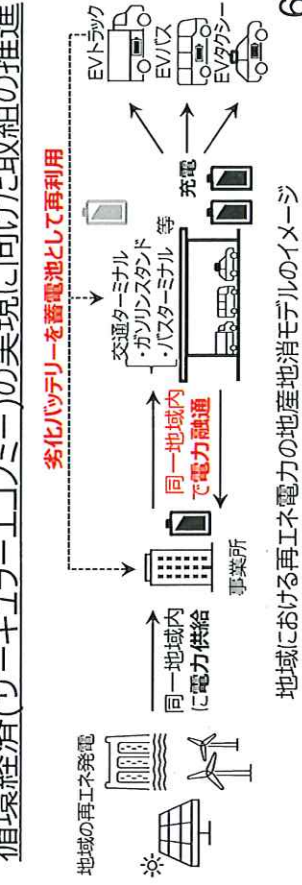 循環経済(サーキュラーエコノミー)の実現に向けた取組の推進
劣化バッテリーを蓄電池として再利用
地域の再エネ発電
同一地域内
に電力供給
事業所
同一地域内
で電力融通
交通ターミナル
・ガソリンスタンド
・バスターミナル
等
充電
EVトラック
EVバス
EVタクシー
地域における再エネ電力の地産地消モデルのイメージ
6